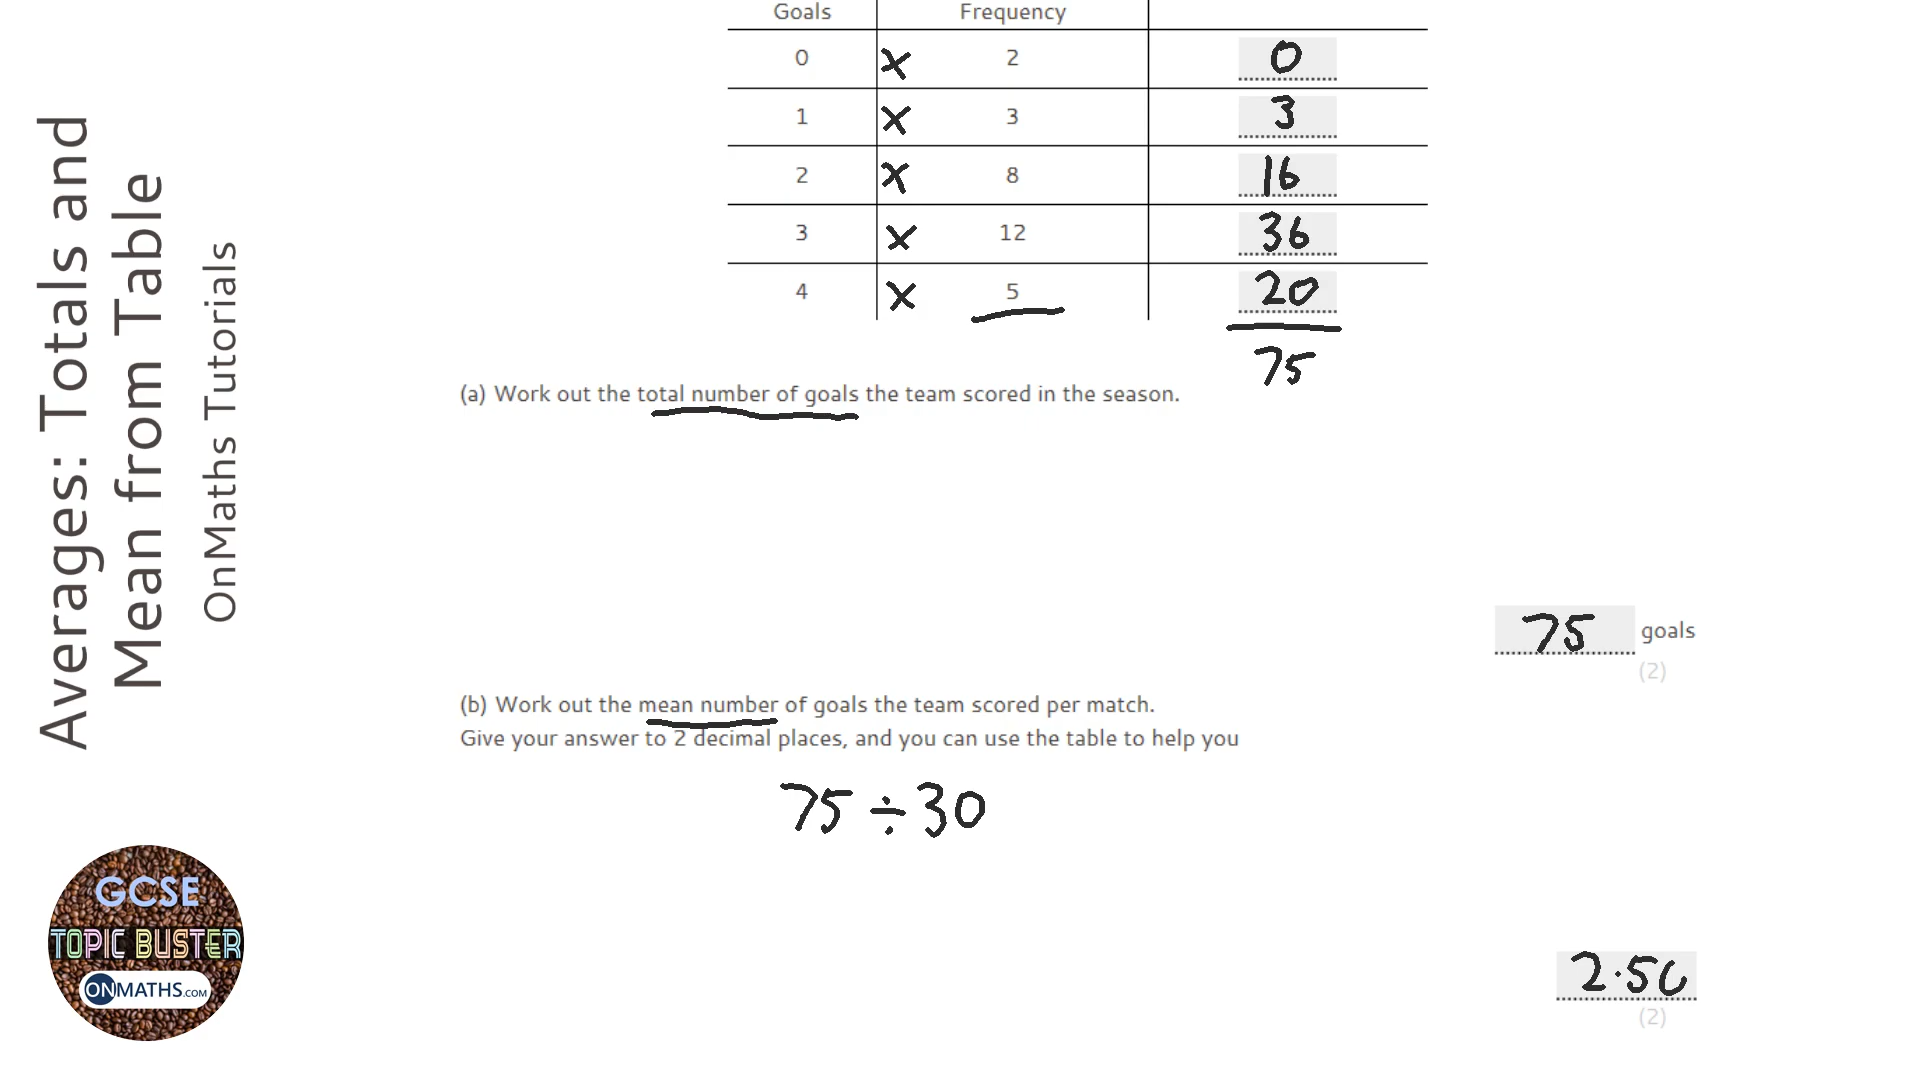 Averages: Totals and
Mean from Table
OnMaths Tutorials
Goals Frequency
0 × 2 0
1 × 3 3
2 × 8 16
3 × 12 36
4 × 5 20
75
(a) Work out the total number of goals the team scored in the season.
75 goals
(2)
(b) Work out the mean number of goals the team scored per match.
Give your answer to 2 decimal places, and you can use the table to help you
75 ÷ 30
2.50
(2)
GCSE
TOPIC BUSTER
ONMATHS.COM